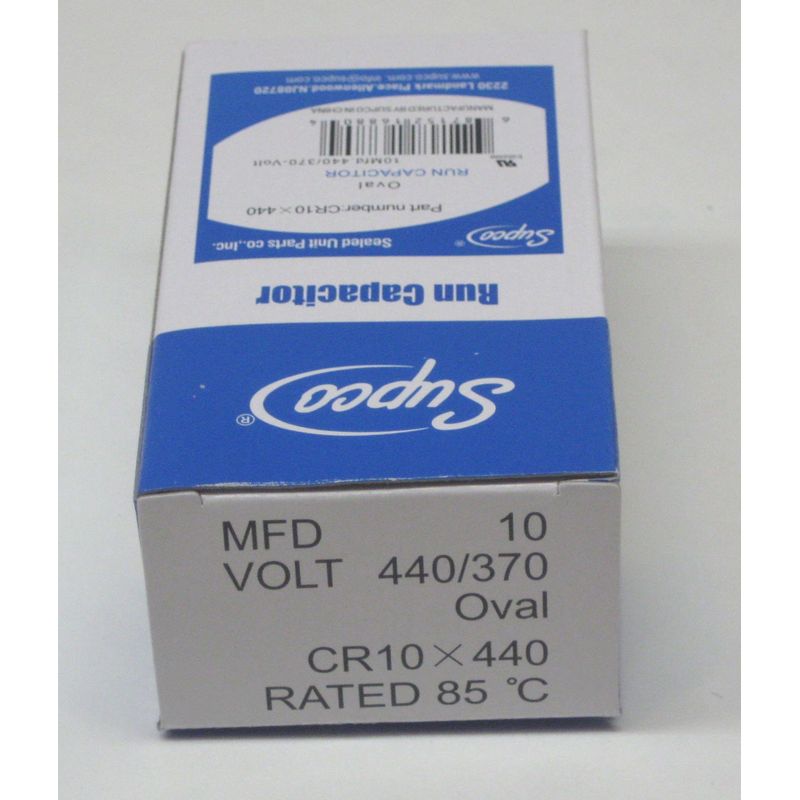 MFD 10
VOLT 440/370
Oval
CR10×440
RATED 85 ℃
Supco®
Run Capacitor
Supco®
Sealed Unit Parts co.,Inc.
Part number:CR10×440
Oval
RUN CAPACITOR
10Mfd 440/370-Volt
MANUFACTURED BY SUPCO IN CHINA
2230 Landmark Place.Allenwood.NJ08720
www.supco.com. info@supco.com